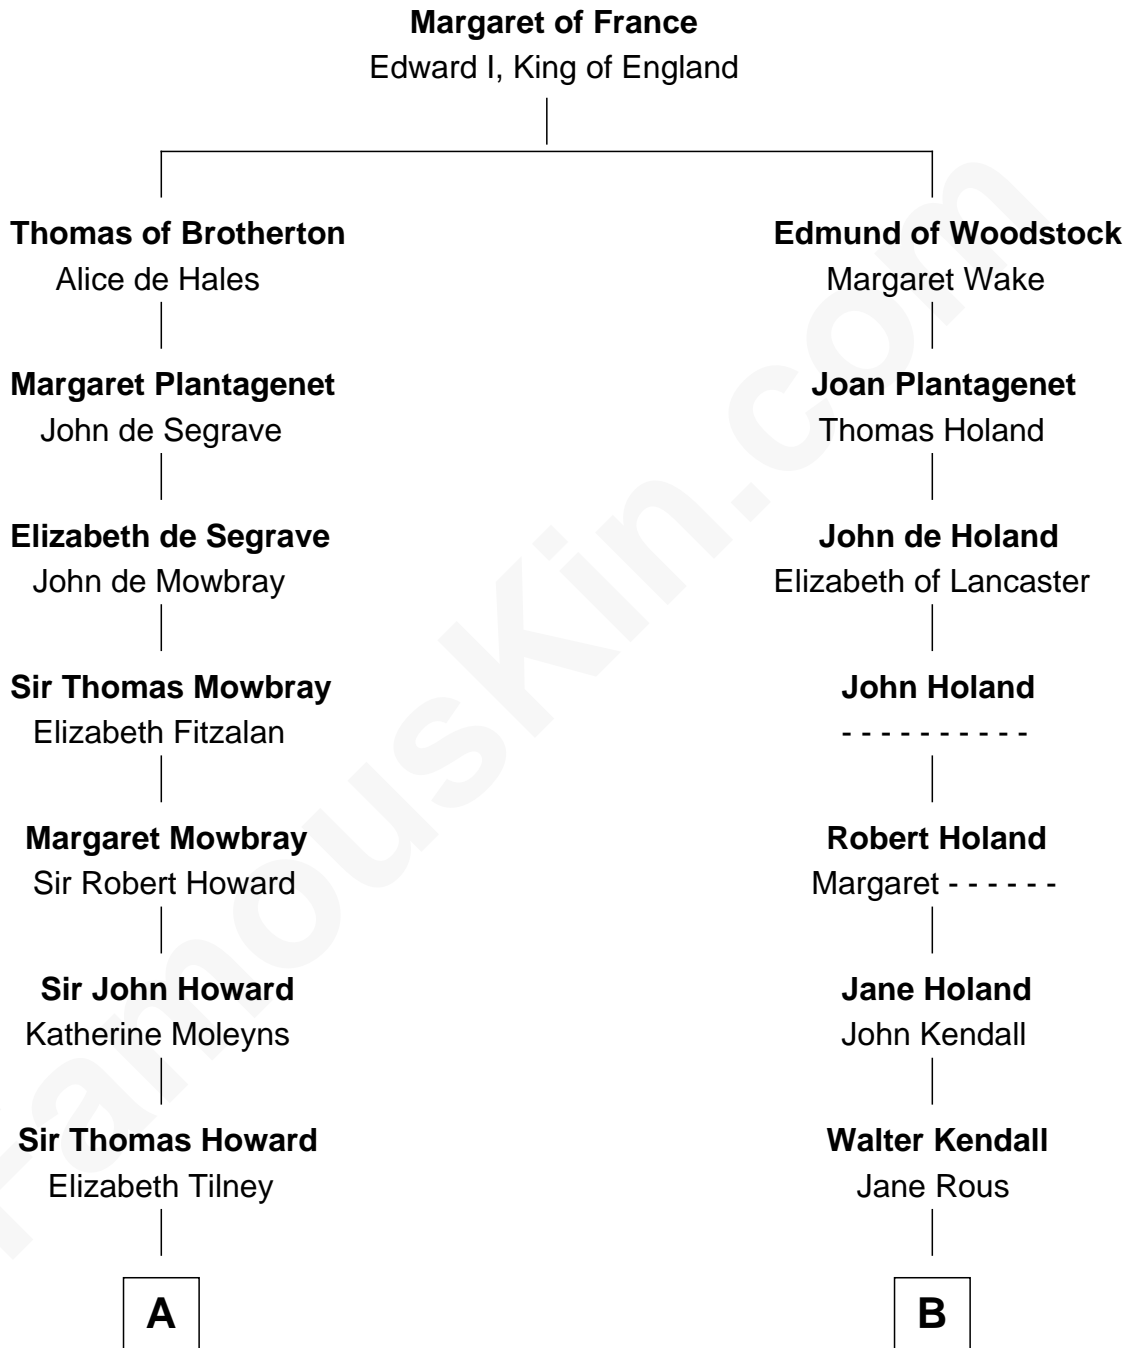 Margaret of France
Edward I, King of England
Thomas of Brotherton
Alice de Hales
Edmund of Woodstock
Margaret Wake
Margaret Plantagenet
John de Segrave
Joan Plantagenet
Thomas Holand
Elizabeth de Segrave
John de Mowbray
John de Holand
Elizabeth of Lancaster
Sir Thomas Mowbray
Elizabeth Fitzalan
John Holand
- - - - - - - - - -
Margaret Mowbray
Sir Robert Howard
Robert Holand
Margaret - - - - - -
Sir John Howard
Katherine Moleyns
Jane Holand
John Kendall
Sir Thomas Howard
Elizabeth Tilney
Walter Kendall
Jane Rous
A
B
FamousKin.com